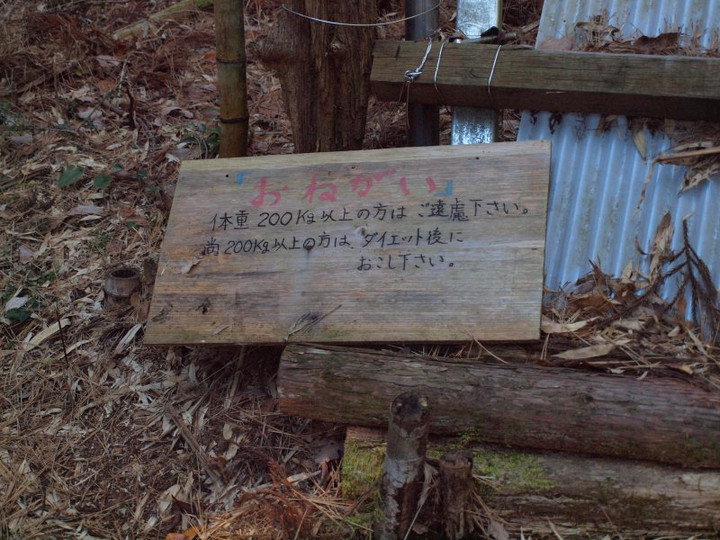 「おねがい」
体重200Kg以上の方はご遠慮下さい。
尚200Kg以上の方は、ダイエット後に
おこし下さい。